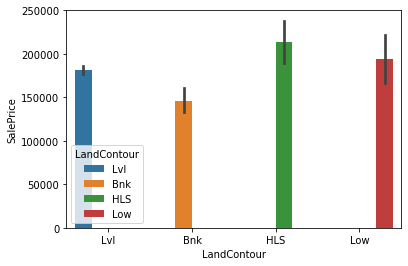 250000
200000
150000
100000
50000
0
SalePrice
LandContour
Lvl
Bnk
HLS
Low
Lvl Bnk HLS Low
LandContour